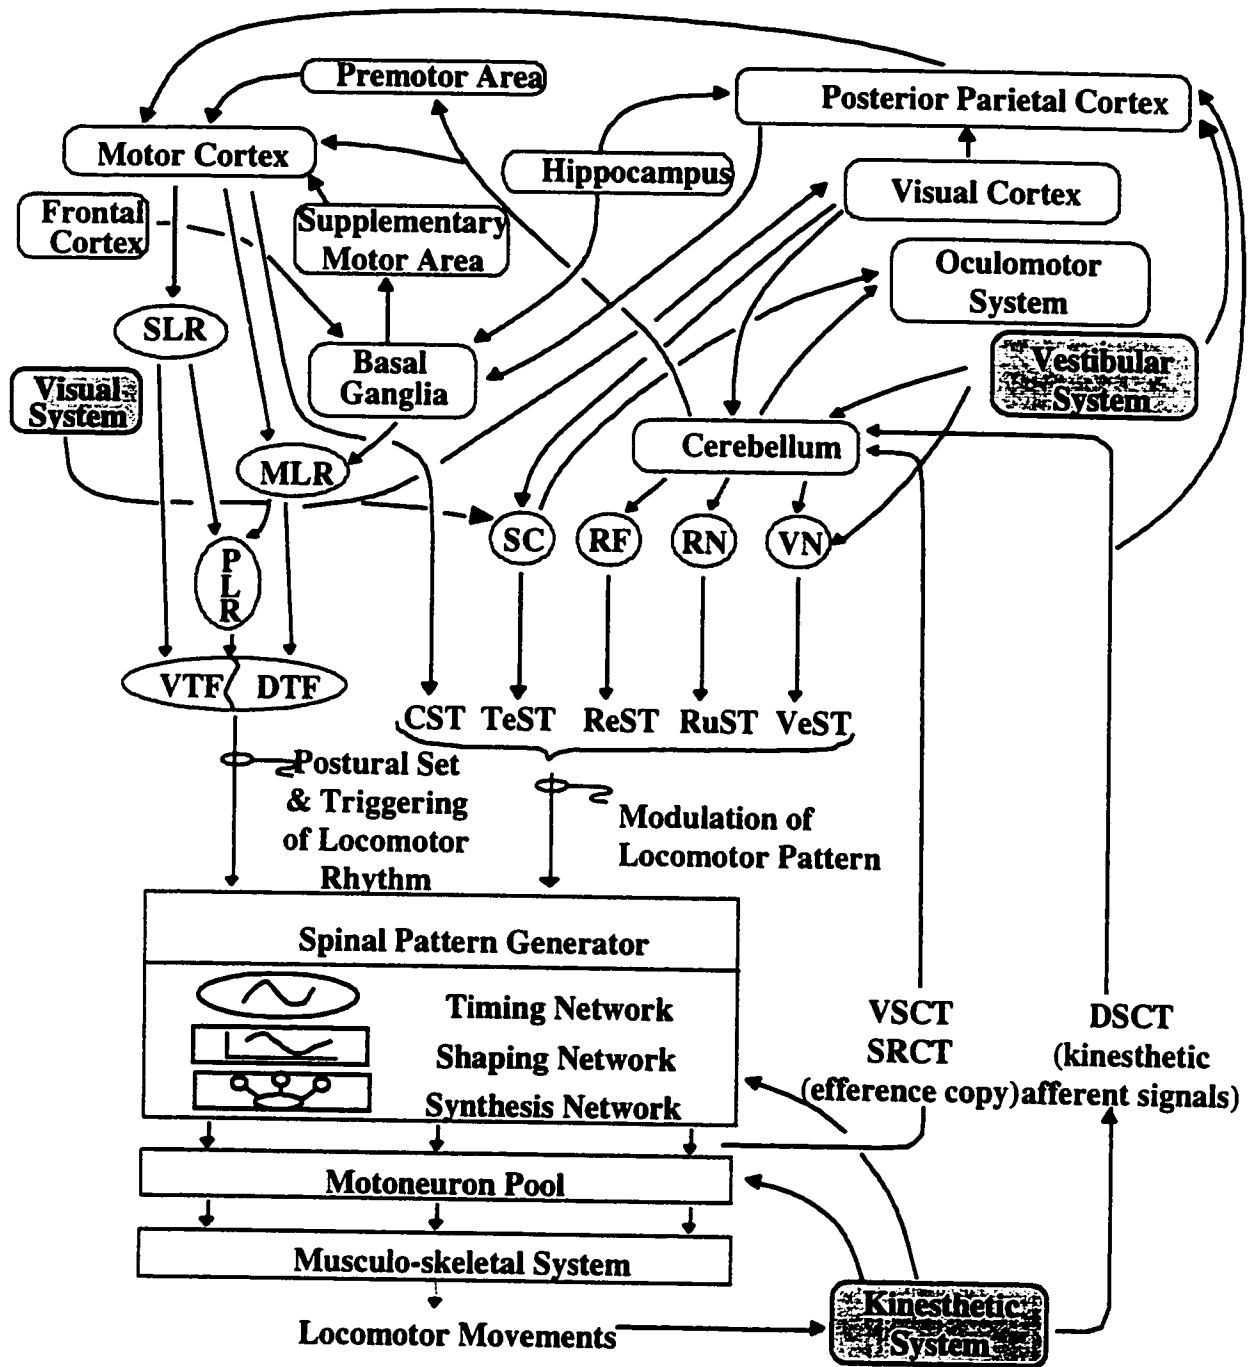 Premotor Area
Posterior Parietal Cortex
Motor Cortex
Hippocampus
Visual Cortex
Frontal
Cortex
Supplementary
Motor Area
Oculomotor
System
SLR
Basal
Ganglia
Vestibular
System
Visual
System
Cerebellum
MLR
SC
RF
RN
VN
P
L
R
VTF
DTF
CST TeST ReST RuST VeST
Postural Set
& Triggering
of Locomotor
Rhythm
Modulation of
Locomotor Pattern
Spinal Pattern Generator
Timing Network
Shaping Network
Synthesis Network
VSCT
SRCT
(efference copy)
DSCT
(kinesthetic
afferent signals)
Motoneuron Pool
Musculo-skeletal System
Locomotor Movements
Kinesthetic
System